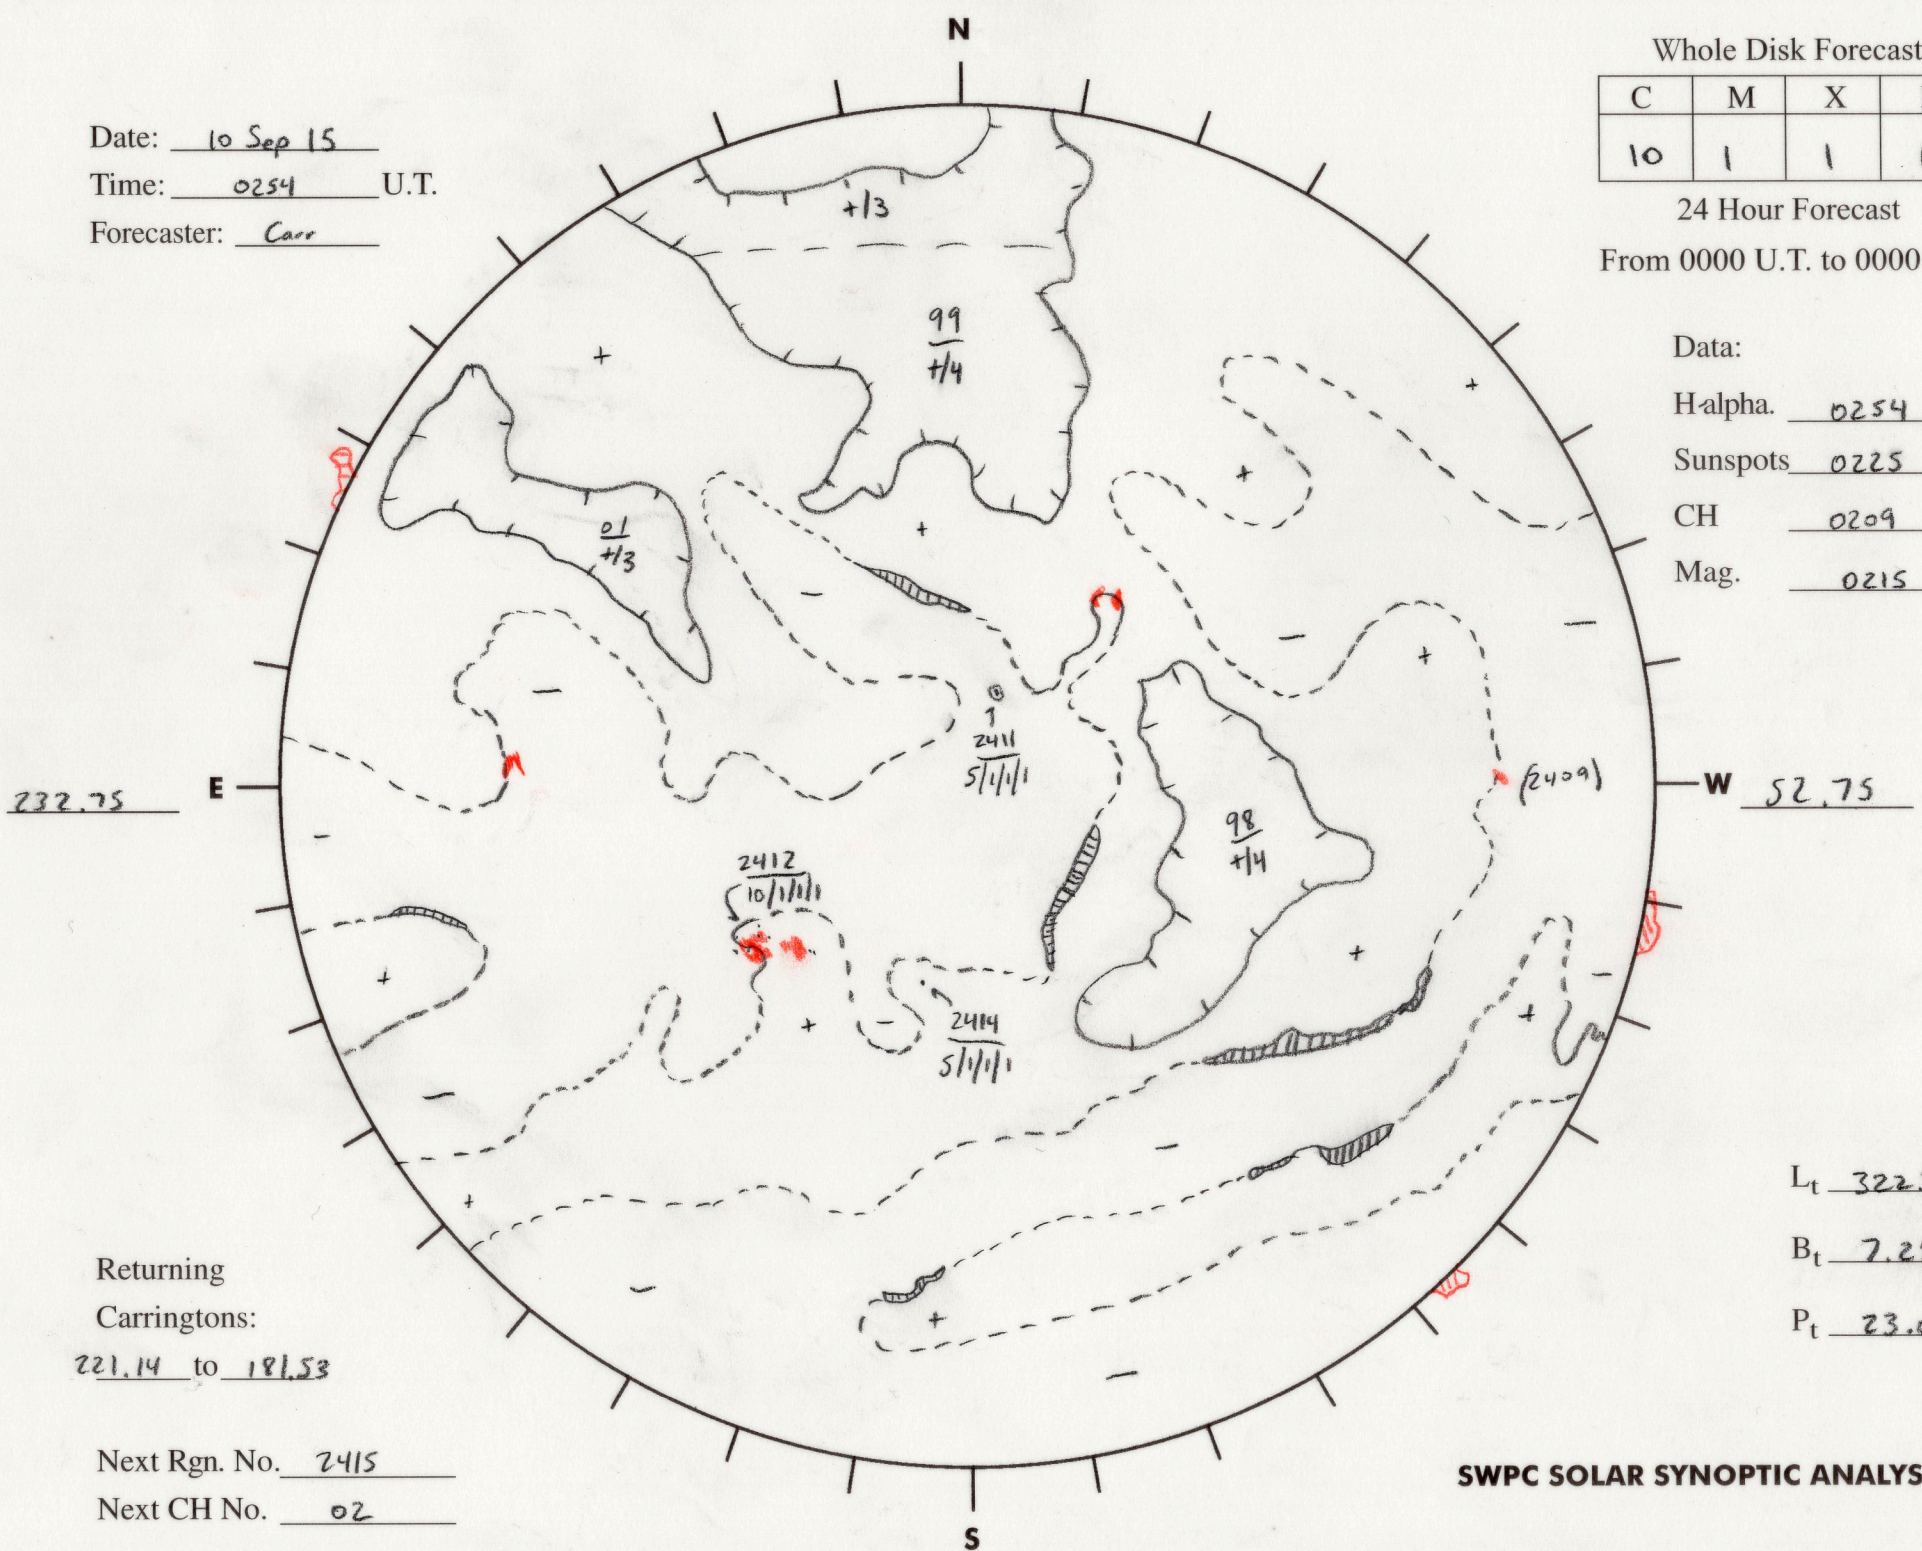 N
Whole Disk Forecast
C M X
10 1 1
24 Hour Forecast
From 0000 U.T. to 0000
Date: 10 Sep 15
Time: 0254 U.T.
Forecaster: Carr
Data:
H-alpha. 0254
Sunspots 0225
CH 0209
Mag. 0215
+/3
99
+/4
+
+
+
+
01
+/3
-
-
-
+
-
2411
5/1/1/1
(2409)
232.75 E
W 52.75
98
+/4
-
2412
10/1/1/1/1
+
+
-
+
-
+
2414
5/1/1/1
-
-
+
-
+
-
Lt 322.
Bt 7.2
Pt 23.
Returning
Carringtons:
221.14 to 181.53
Next Rgn. No. 2415
Next CH No. 02
SWPC SOLAR SYNOPTIC ANALYS
S